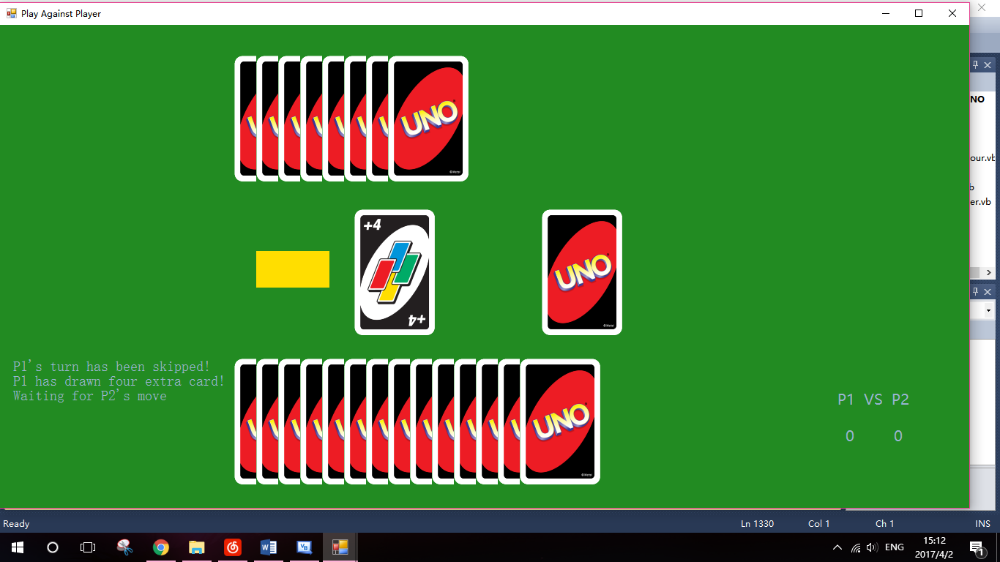 Play Against Player
UNO
+4
+4
UNO
NO
our.vb
b
er.vb
P1's turn has been skipped!
P1 has drawn four extra card!
Waiting for P2's move
UNO
P1 VS P2
0 0
Ready
Ln 1330
Col 1
Ch 1
INS
ENG
15:12
2017/4/2
1